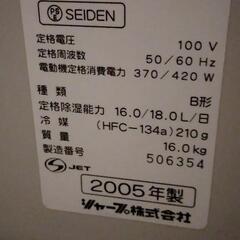 PS E SEIDEN
定格電圧 100 V
定格周波数 50/60 Hz
電動機定格消費電力 370/420 W
種類 B形
定格除湿能力 16.0/18.0L/日
冷媒 (HFC-134a) 210g
質量 16.0kg
製造番号 506354
S JET
2005年製
シャープ株式会社